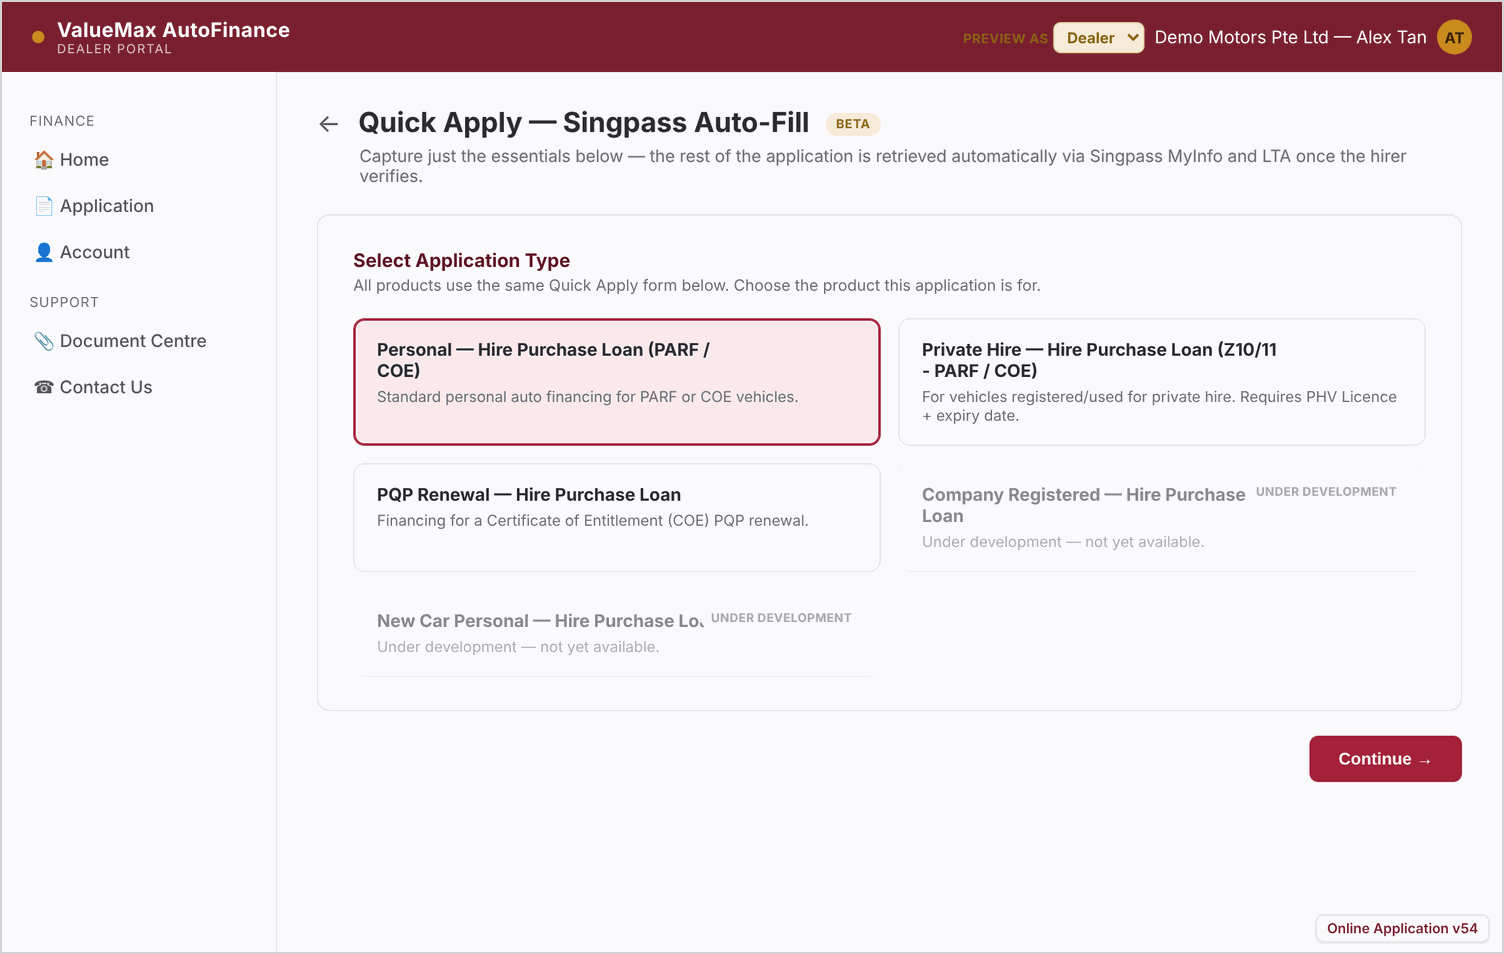 ValueMax AutoFinance
DEALER PORTAL
PREVIEW AS
Dealer
Demo Motors Pte Ltd — Alex Tan
AT
FINANCE
Home
Application
Account
SUPPORT
Document Centre
Contact Us
← Quick Apply — Singpass Auto-Fill
BETA
Capture just the essentials below — the rest of the application is retrieved automatically via Singpass MyInfo and LTA once the hirer
verifies.
Select Application Type
All products use the same Quick Apply form below. Choose the product this application is for.
Personal — Hire Purchase Loan (PARF /
COE)
Standard personal auto financing for PARF or COE vehicles.
Private Hire — Hire Purchase Loan (Z10/11
- PARF / COE)
For vehicles registered/used for private hire. Requires PHV Licence
+ expiry date.
PQP Renewal — Hire Purchase Loan
Financing for a Certificate of Entitlement (COE) PQP renewal.
Company Registered — Hire Purchase
Loan
UNDER DEVELOPMENT
Under development — not yet available.
New Car Personal — Hire Purchase
UNDER DEVELOPMENT
Under development — not yet available.
Continue →
Online Application v54